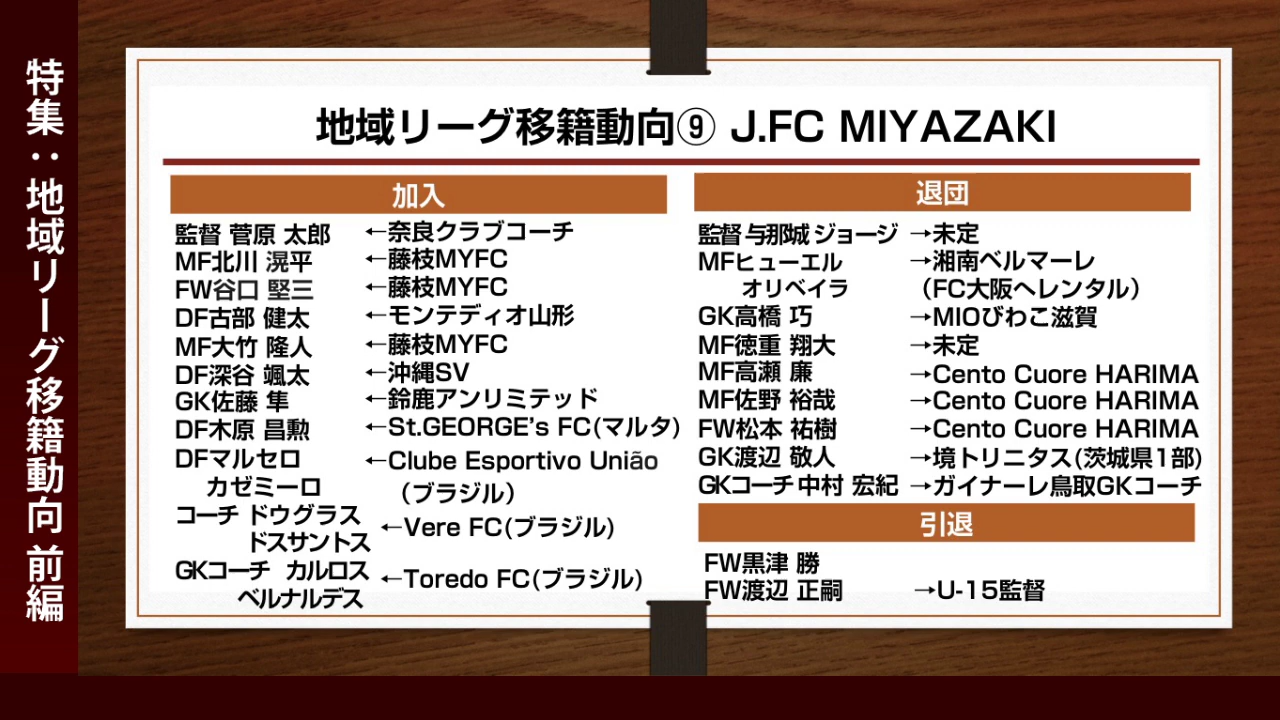 特集：地域リーグ移籍動向 前編
地域リーグ移籍動向⑨ J.FC MIYAZAKI
加入
監督 菅原 太郎 ←奈良クラブコーチ
MF北川 滉平 ←藤枝MYFC
FW谷口 堅三 ←藤枝MYFC
DF古部 健太 ←モンテディオ山形
MF大竹 隆人 ←藤枝MYFC
DF深谷 颯太 ←沖縄SV
GK佐藤 隼 ←鈴鹿アンリミテッド
DF木原 昌勲 ←St.GEORGE's FC(マルタ)
DFマルセロ ←Clube Esportivo União
カゼミーロ （ブラジル）
コーチ ドウグラス
ドスサントス ←Vere FC(ブラジル)
GKコーチ カルロス
ベルナルデス ←Toredo FC(ブラジル)
退団
監督 与那城 ジョージ →未定
MFヒューエル →湘南ベルマーレ
オリベイラ （FC大阪へレンタル）
GK高橋 巧 →MIOびわこ滋賀
MF徳重 翔大 →未定
MF高瀬 廉 →Cento Cuore HARIMA
MF佐野 裕哉 →Cento Cuore HARIMA
FW松本 祐樹 →Cento Cuore HARIMA
GK渡辺 敬人 →境トリニタス(茨城県1部)
GKコーチ 中村 宏紀 →ガイナーレ鳥取GKコーチ
引退
FW黒津 勝
FW渡辺 正嗣 →U-15監督